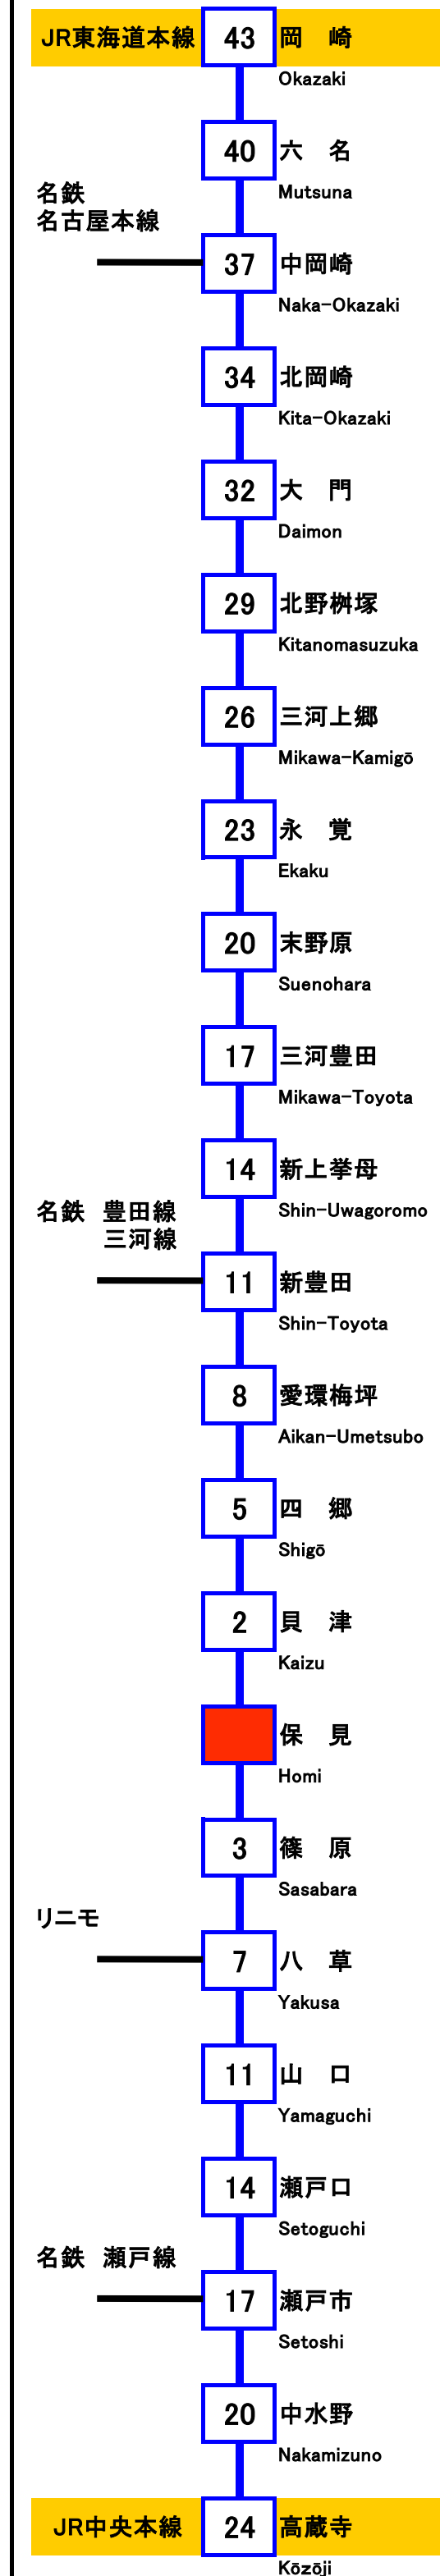 JR東海道本線 43 岡 崎
Okazaki
40 六 名
Mutsuna
名鉄
名古屋本線
37 中岡崎
Naka-Okazaki
34 北岡崎
Kita-Okazaki
32 大 門
Daimon
29 北野桝塚
Kitanomasuzuka
26 三河上郷
Mikawa-Kamigō
23 永 覚
Ekaku
20 末野原
Suenohara
17 三河豊田
Mikawa-Toyota
14 新上挙母
Shin-Uwagoromo
名鉄 豊田線
三河線
11 新豊田
Shin-Toyota
8 愛環梅坪
Aikan-Umetsubo
5 四 郷
Shigō
2 貝 津
Kaizu
保 見
Homi
3 篠 原
Sasabara
リニモ
7 八 草
Yakusa
11 山 口
Yamaguchi
14 瀬戸口
Setoguchi
名鉄 瀬戸線
17 瀬戸市
Setoshi
20 中水野
Nakamizuno
JR中央本線 24 高蔵寺
Kōzōji